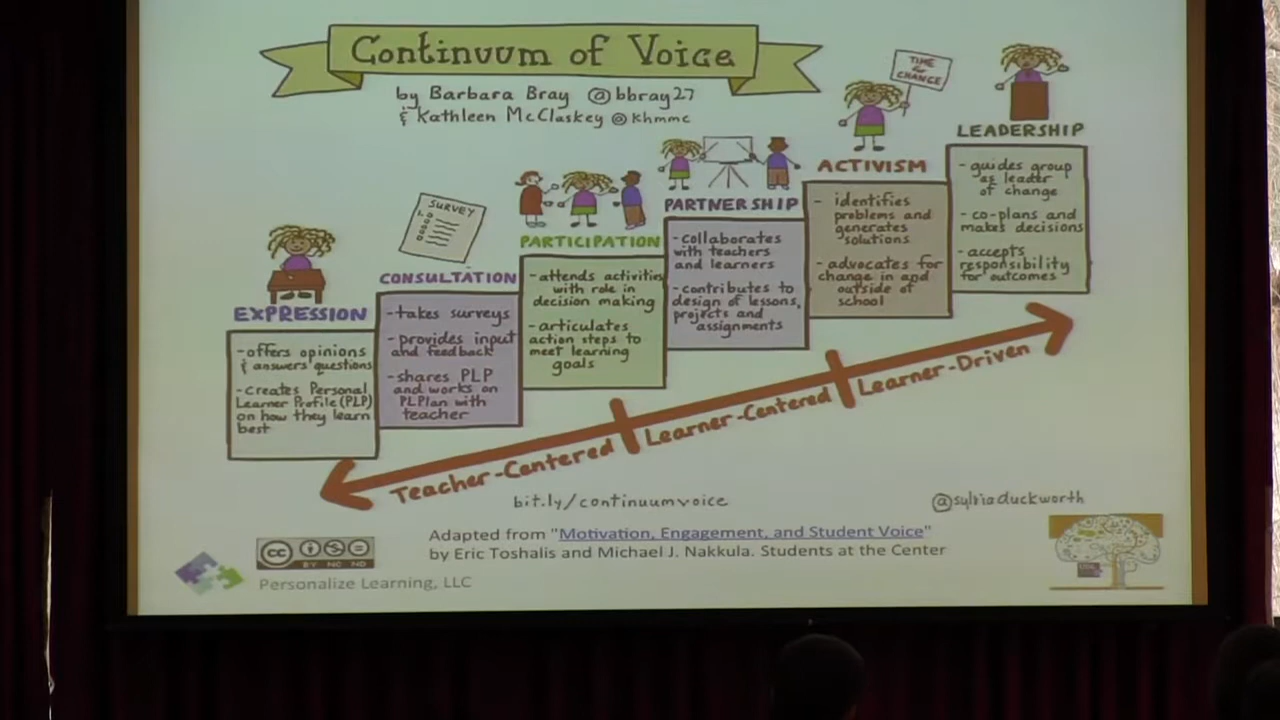 Continuum of Voice
by Barbara Bray @bbray27
& Kathleen McClaskey @khmmc
EXPRESSION
- offers opinions
& answers questions
- creates Personal
Learner Profile (PLP)
on how they learn
best
SURVEY
CONSULTATION
- takes surveys
- provides input
and feedback
- shares PLP
and works on
PLPlan with
teacher
PARTICIPATION
- attends activities
with role in
decision making
- articulates
action steps to
meet learning
goals
PARTNERSHIP
- collaborates
with teachers
and learners
- contributes to
design of lessons,
projects and
assignments
TIME
for
CHANGE
ACTIVISM
- identifies
problems and
generates
solutions
- advocates for
change in and
outside of
school
LEADERSHIP
- guides group
as leader
of change
- co-plans and
makes decisions
- accepts
responsibility
for outcomes
Teacher-Centered
Learner-Centered
Learner-Driven
bit.ly/continuumvoice
@sylviaduckworth
Adapted from "Motivation, Engagement, and Student Voice"
by Eric Toshalis and Michael J. Nakkula. Students at the Center
cc
BY NC ND
Personalize Learning, LLC